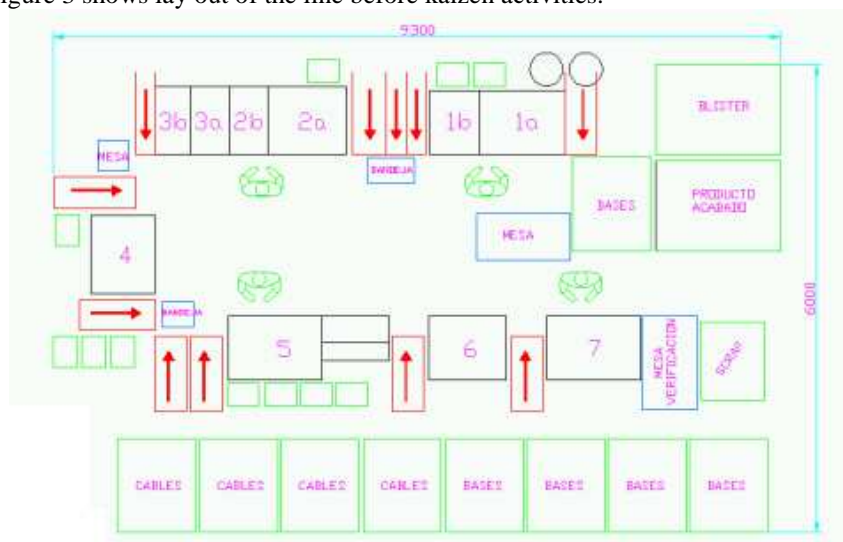 igure 3 shows lay out of the line before kaizen activities.
9300
3b 3a 2b 2a 1b 1a
BLISTER
MESA
BANDEJA
BASES
PRODUCTO
ACABADO
MESA
4
6000
BANDEJA
5 6 7
MESA
VERIFICACION
SCRAP
CABLES CABLES CABLES CABLES BASES BASES BASES BASES